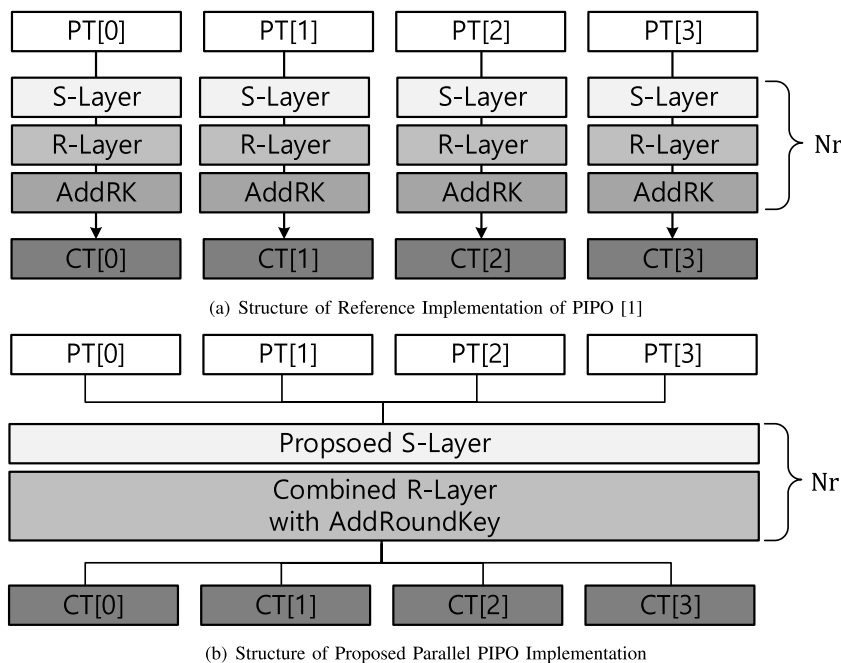 PT[0] PT[1] PT[2] PT[3]
S-Layer S-Layer S-Layer S-Layer
R-Layer R-Layer R-Layer R-Layer
Nr
AddRK AddRK AddRK AddRK
CT[0] CT[1] CT[2] CT[3]
(a) Structure of Reference Implementation of PIPO [1]
PT[0] PT[1] PT[2] PT[3]
Propsoed S-Layer
Nr
Combined R-Layer
with AddRoundKey
CT[0] CT[1] CT[2] CT[3]
(b) Structure of Proposed Parallel PIPO Implementation